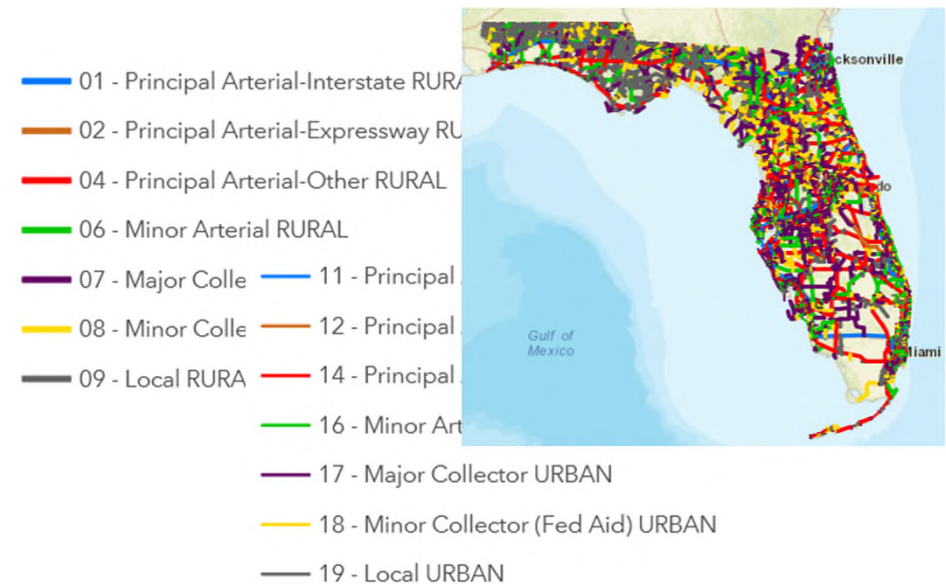 01 - Principal Arterial-Interstate RURA
02 - Principal Arterial-Expressway RU
04 - Principal Arterial-Other RURAL
06 - Minor Arterial RURAL
07 - Major Colle
08 - Minor Colle
09 - Local RURA
11 - Principal
12 - Principal
14 - Principal
16 - Minor Art
17 - Major Collector URBAN
18 - Minor Collector (Fed Aid) URBAN
19 - Local URBAN
cksonville
do
Gulf of
Mexico
Miami